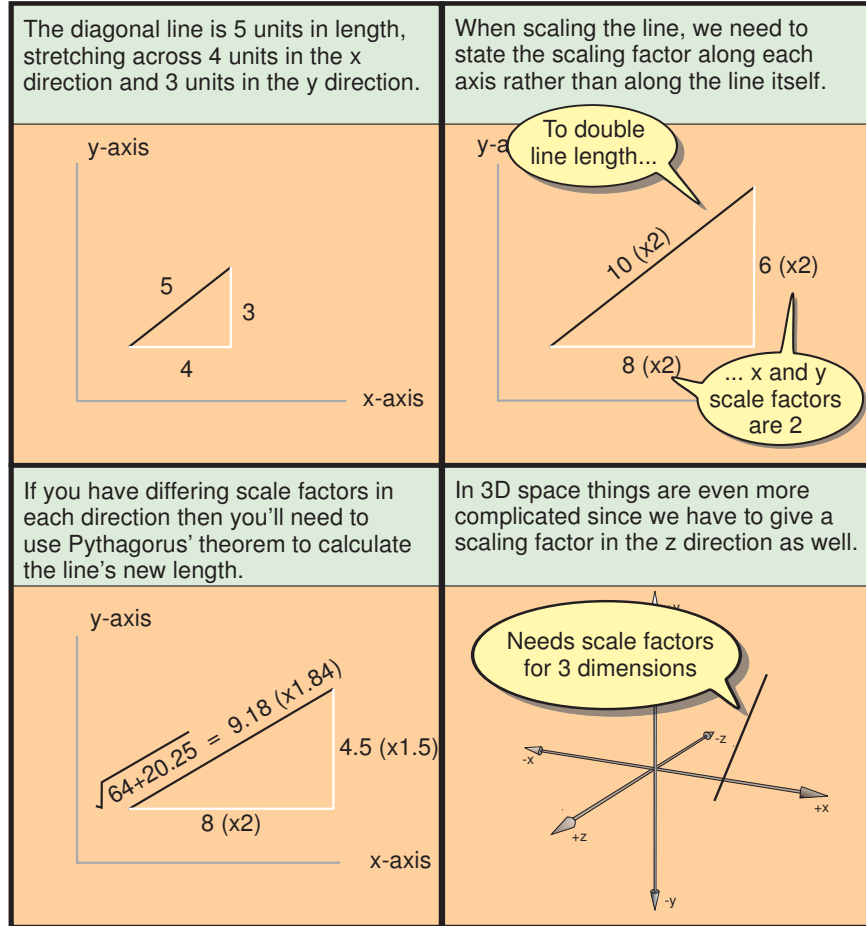 The diagonal line is 5 units in length,
stretching across 4 units in the x
direction and 3 units in the y direction.
y-axis
5
3
4
x-axis
When scaling the line, we need to
state the scaling factor along each
axis rather than along the line itself.
y-a
To double
line length...
10 (x2)
6 (x2)
8 (x2)
... x and y
scale factors
are 2
If you have differing scale factors in
each direction then you'll need to
use Pythagorus' theorem to calculate
the line's new length.
y-axis
√64+20.25 = 9.18 (x1.84)
4.5 (x1.5)
8 (x2)
x-axis
In 3D space things are even more
complicated since we have to give a
scaling factor in the z direction as well.
+y
Needs scale factors
for 3 dimensions
-z
-x
+x
+z
-y